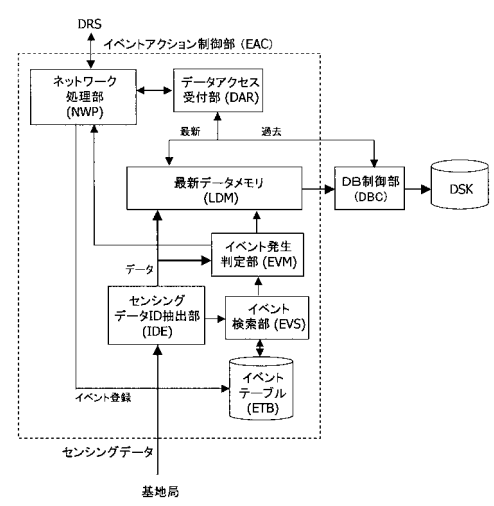 DRS
イベントアクション制御部 (EAC)
ネットワーク
処理部
(NWP)
データアクセス
受付部 (DAR)
最新
過去
最新データメモリ
(LDM)
DB制御部
(DBC)
DSK
イベント発生
判定部 (EVM)
データ
センシング
データID抽出部
(IDE)
イベント
検索部 (EVS)
イベント
テーブル
(ETB)
イベント登録
センシングデータ
基地局